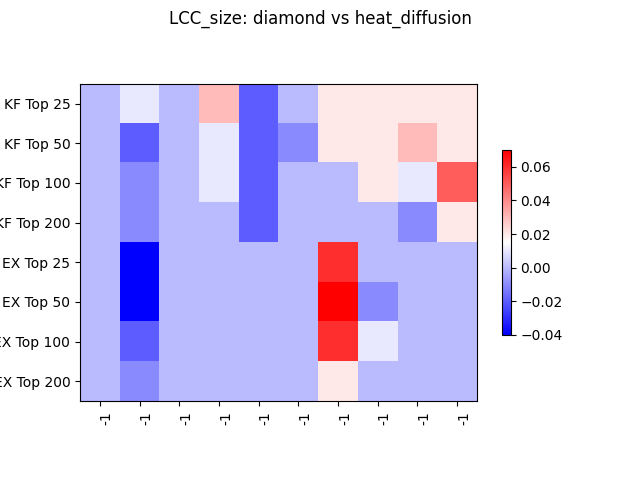 LCC_size: diamond vs heat_diffusion
KF Top 25
KF Top 50
KF Top 100
KF Top 200
EX Top 25
EX Top 50
EX Top 100
EX Top 200
-1 -1 -1 -1 -1 -1 -1 -1 -1 -1
0.06
0.04
0.02
0.00
−0.02
−0.04